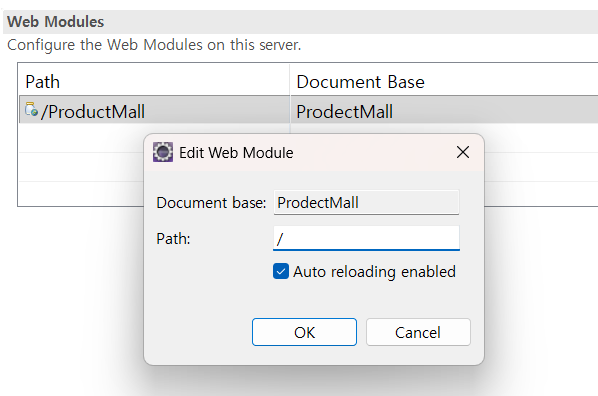 Web Modules
Configure the Web Modules on this server.
Path Document Base
/ProductMall ProdectMall
Edit Web Module
Document base: ProdectMall
Path: /
Auto reloading enabled
OK Cancel